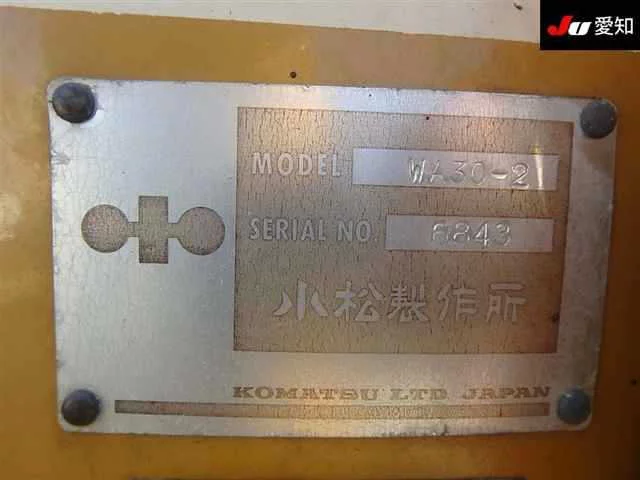 JU 愛知
MODEL WA30-2
SERIAL NO 6843
小松製作所
KOMATSU LTD JAPAN